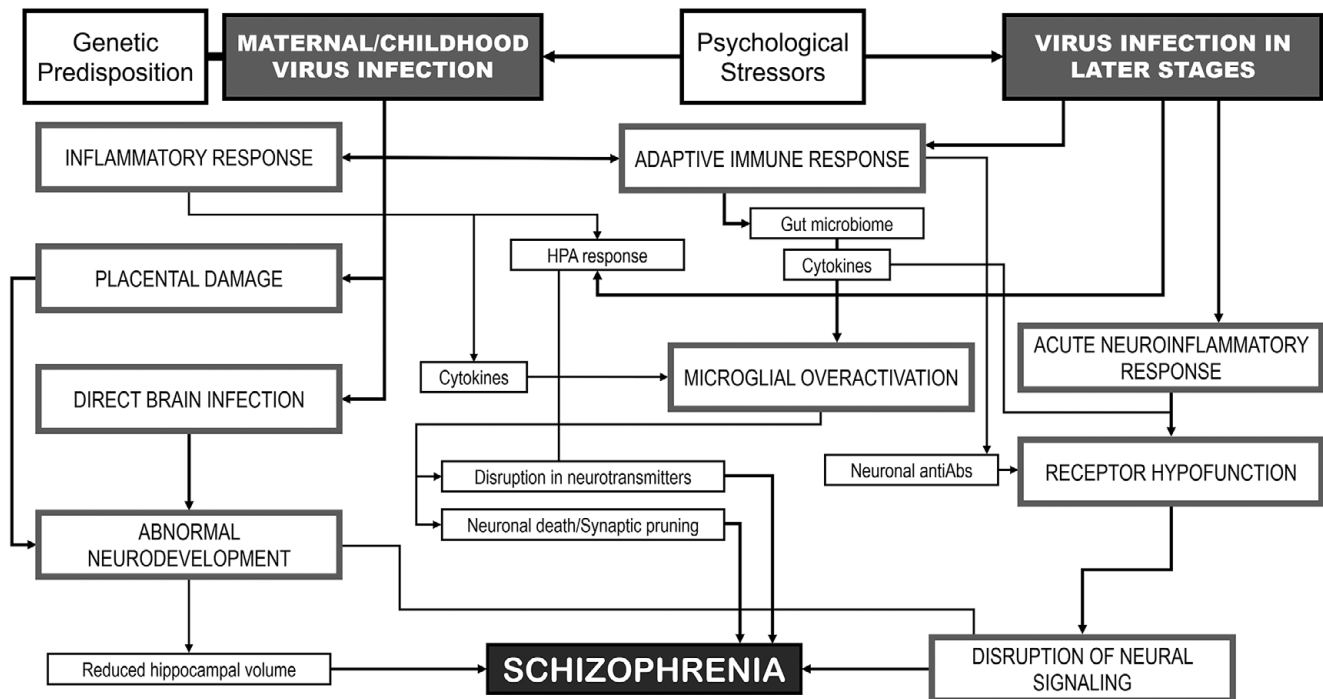 Genetic
Predisposition
MATERNAL/CHILDHOOD
VIRUS INFECTION
Psychological
Stressors
VIRUS INFECTION IN
LATER STAGES
INFLAMMATORY RESPONSE
ADAPTIVE IMMUNE RESPONSE
Gut microbiome
HPA response
Cytokines
PLACENTAL DAMAGE
ACUTE NEUROINFLAMMATORY
RESPONSE
Cytokines
MICROGLIAL OVERACTIVATION
DIRECT BRAIN INFECTION
Disruption in neurotransmitters
Neuronal antiAbs
RECEPTOR HYPOFUNCTION
Neuronal death/Synaptic pruning
ABNORMAL
NEURODEVELOPMENT
Reduced hippocampal volume
SCHIZOPHRENIA
DISRUPTION OF NEURAL
SIGNALING